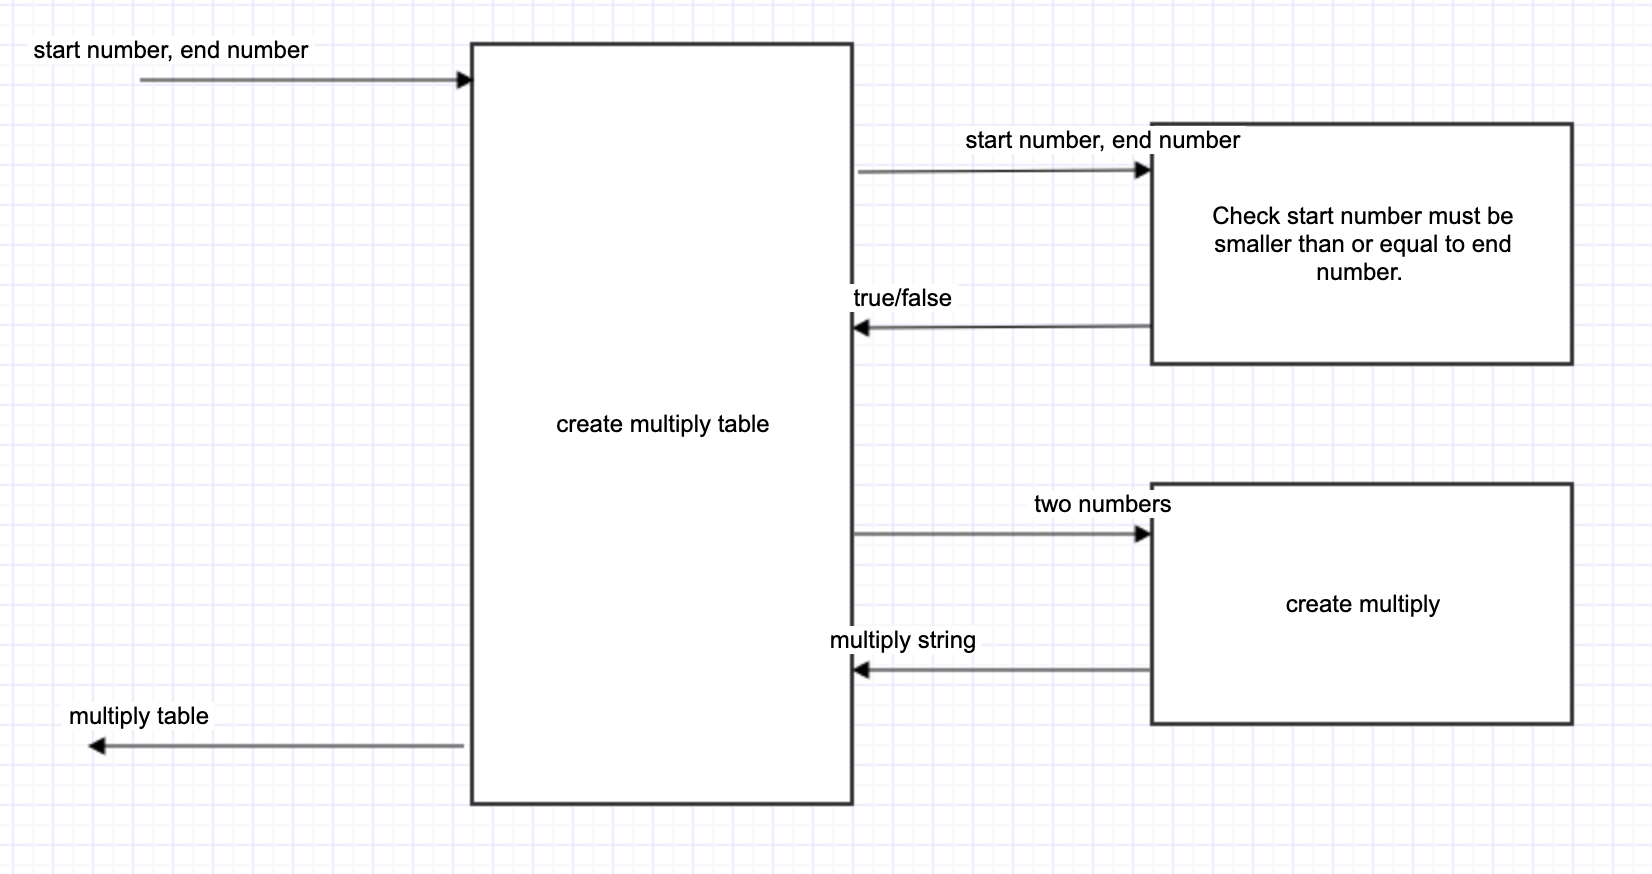 start number, end number
start number, end number
Check start number must be
smaller than or equal to end
number.
true/false
create multiply table
two numbers
create multiply
multiply string
multiply table